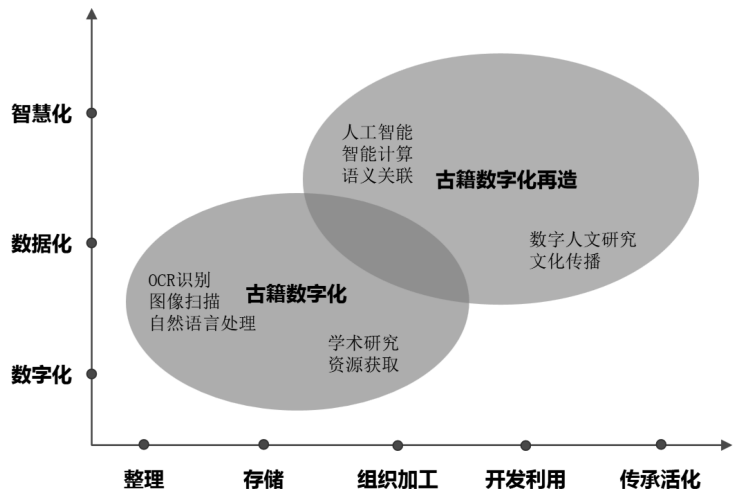 智慧化
人工智能
智能计算
语义关联
古籍数字化再造
数据化
数字人文研究
文化传播
OCR识别
图像扫描
自然语言处理
古籍数字化
学术研究
资源获取
数字化
整理
存储
组织加工
开发利用
传承活化